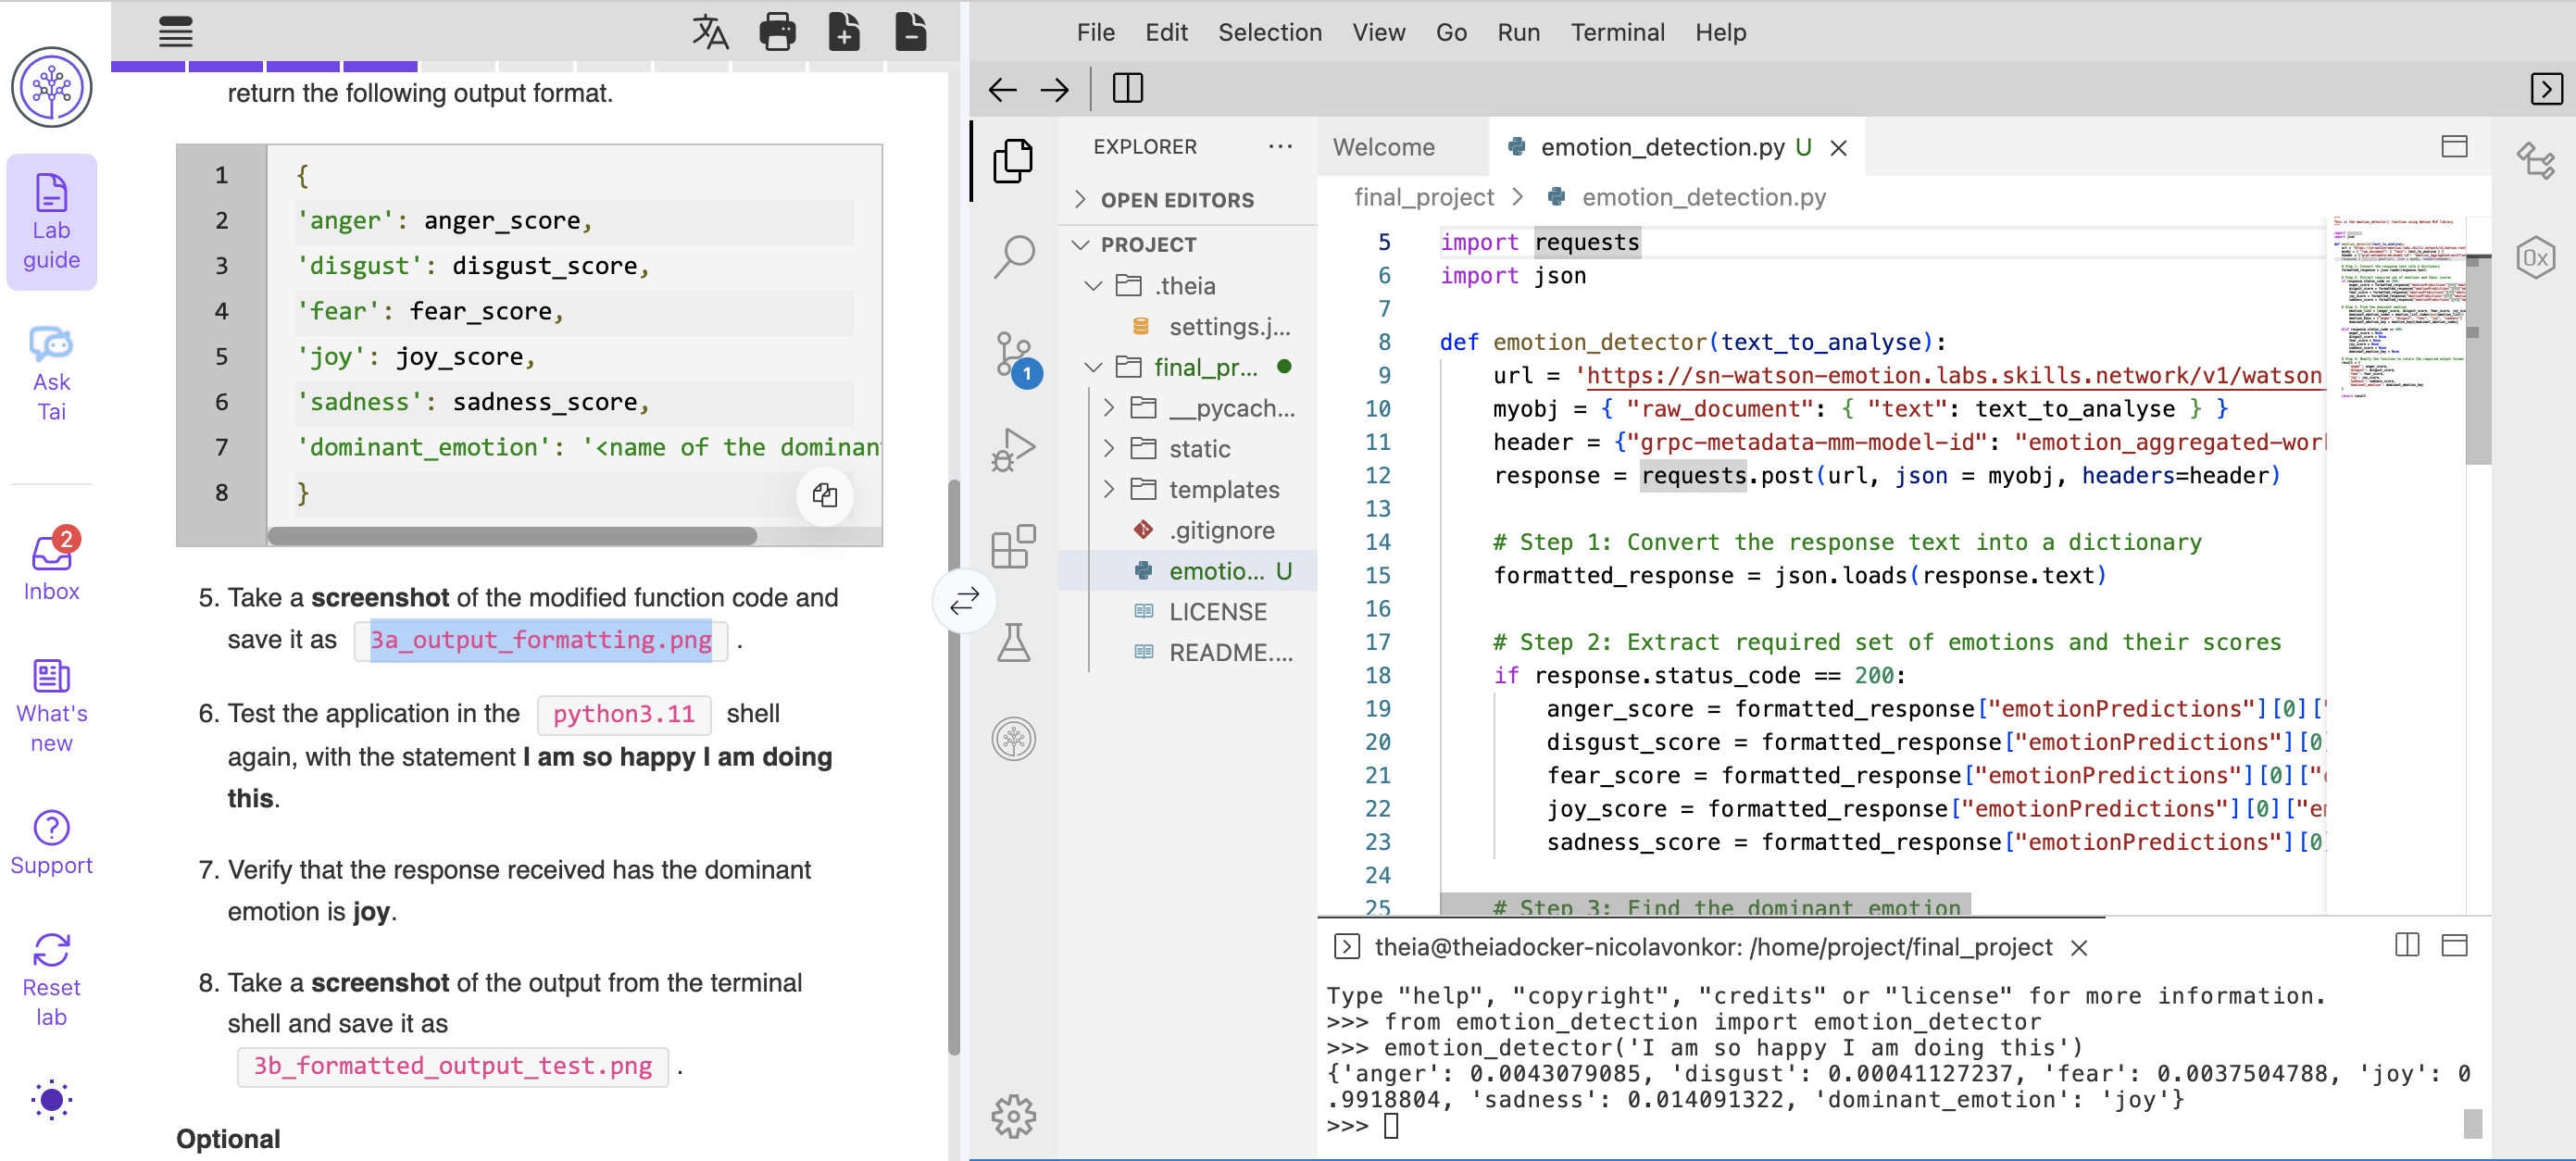 Lab
guide
Ask
Tai
2
Inbox
What's
new
Support
Reset
lab
return the following output format.
1 {
2 'anger': anger_score,
3 'disgust': disgust_score,
4 'fear': fear_score,
5 'joy': joy_score,
6 'sadness': sadness_score,
7 'dominant_emotion': '<name of the dominan
8 }
5. Take a screenshot of the modified function code and
save it as 3a_output_formatting.png .
6. Test the application in the python3.11 shell
again, with the statement I am so happy I am doing
this.
7. Verify that the response received has the dominant
emotion is joy.
8. Take a screenshot of the output from the terminal
shell and save it as
3b_formatted_output_test.png .
Optional
File Edit Selection View Go Run Terminal Help
1
EXPLORER ...
OPEN EDITORS
PROJECT
.theia
settings.j...
final_pr...
__pycach...
static
templates
.gitignore
emotio... U
LICENSE
README....
Welcome
emotion_detection.py U
final_project > emotion_detection.py
5 import requests
6 import json
7
8 def emotion_detector(text_to_analyse):
9 url = 'https://sn-watson-emotion.labs.skills.network/v1/watson
10 myobj = { "raw_document": { "text": text_to_analyse } }
11 header = {"grpc-metadata-mm-model-id": "emotion_aggregated-wor
12 response = requests.post(url, json = myobj, headers=header)
13
14 # Step 1: Convert the response text into a dictionary
15 formatted_response = json.loads(response.text)
16
17 # Step 2: Extract required set of emotions and their scores
18 if response.status_code == 200:
19 anger_score = formatted_response["emotionPredictions"][0]["
20 disgust_score = formatted_response["emotionPredictions"][0]
21 fear_score = formatted_response["emotionPredictions"][0]["
22 joy_score = formatted_response["emotionPredictions"][0]["e
23 sadness_score = formatted_response["emotionPredictions"][0]
24
25 # Step 3: Find the dominant emotion
0x
theia@theiadocker-nicolavonkor: /home/project/final_project
Type "help", "copyright", "credits" or "license" for more information.
>>> from emotion_detection import emotion_detector
>>> emotion_detector('I am so happy I am doing this')
{'anger': 0.0043079085, 'disgust': 0.00041127237, 'fear': 0.0037504788, 'joy': 0
.9918804, 'sadness': 0.014091322, 'dominant_emotion': 'joy'}
>>>